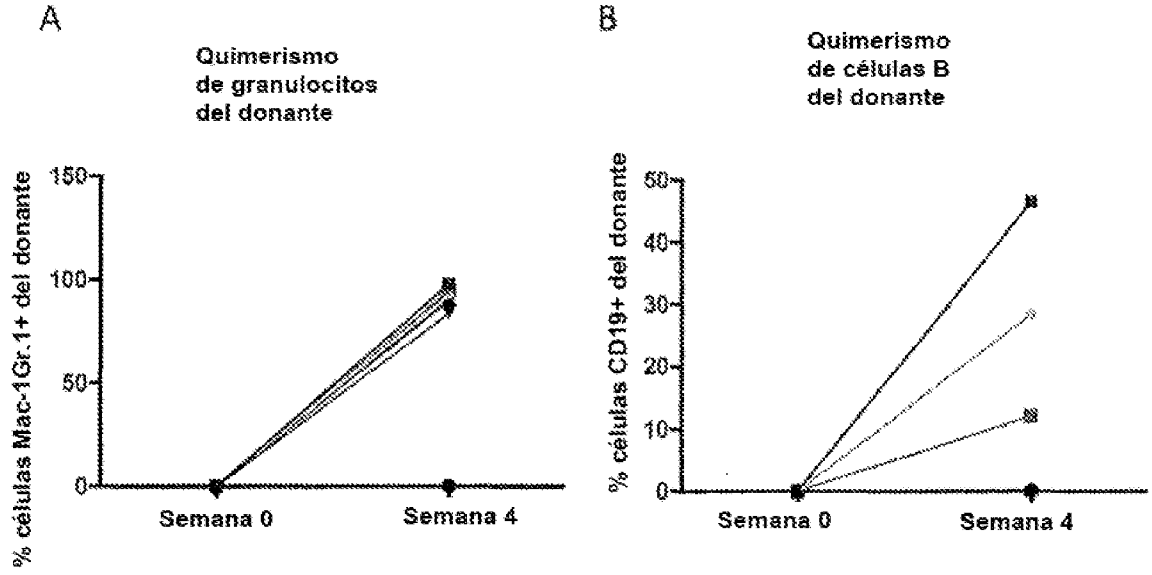 A
Quimerismo
de granulocitos
del donante
% células Mac-1Gr.1+ del donante
150
100
50
0
Semana 0
Semana 4
B
Quimerismo
de células B
del donante
% células CD19+ del donante
50
40
30
20
10
0
Semana 0
Semana 4